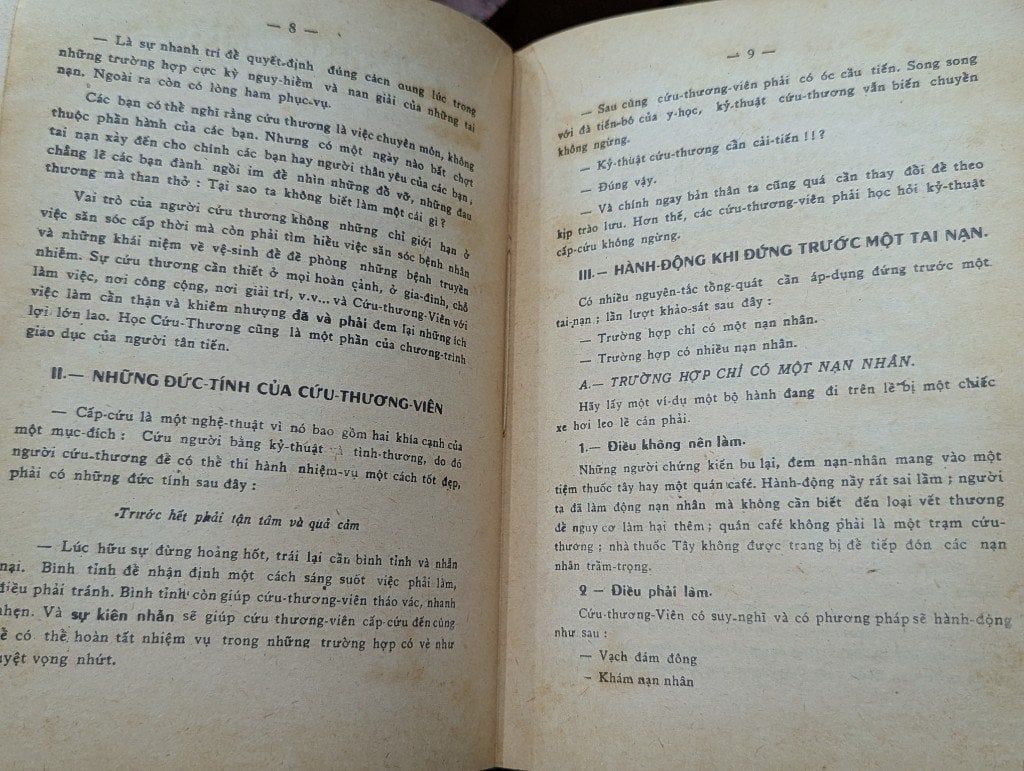 — 8 —
— Là sự nhanh trí để quyết-định đúng cách đúng lúc trong
những trường hợp cực kỳ nguy-hiểm và nan giải của những tai
nạn. Ngoài ra còn có lòng ham phục-vụ.
Các bạn có thể nghĩ rằng cứu thương là việc chuyên môn, không
thuộc phần hành của các bạn. Nhưng có một ngày nào bất chợt
tai nạn xảy đến cho chính các bạn hay người thân yêu của các bạn,
chẳng lẽ các bạn đành ngồi im để nhìn những đổ vỡ, những đau
thương mà than thở : Tại sao ta không biết làm một cái gì ?
Vai trò của người cứu thương không những chỉ giới hạn ở
việc săn sóc cấp thời mà còn phải tìm hiểu việc săn sóc bệnh nhân
và những khái niệm về vệ-sinh để đề phòng những bệnh truyền
nhiễm. Sự cứu thương cần thiết ở mọi hoàn cảnh, ở gia-đình, chỗ
làm việc, nơi công cộng, nơi giải trí, v.v... và Cứu-thương-Viên với
việc làm cẩn thận và khiêm nhượng đã và phải đem lại những ích
lợi lớn lao. Học Cứu-Thương cũng là một phần của chương-trình
giáo dục của người tân tiến.
II.— NHỮNG ĐỨC-TÍNH CỦA CỨU-THƯƠNG-VIÊN
— Cấp-cứu là một nghệ-thuật vì nó bao gồm hai khía cạnh của
một mục-đích : Cứu người bằng kỹ-thuật và tình-thương, do đó
người cứu-thương để có thể thi hành nhiệm-vụ một cách tốt đẹp,
phải có những đức tính sau đây :
Trước hết phải tận tâm và quả cảm
— Lúc hữu sự đừng hoảng hốt, trái lại cần bình tỉnh và nhẫn
nại. Bình tỉnh để nhận định một cách sáng suốt việc phải làm,
điều phải tránh. Bình tỉnh còn giúp cứu-thương-viên tháo vác, nhanh
nhẹn. Và sự kiên nhẫn sẽ giúp cứu thương-viên cấp-cứu đến cùng
để có thể hoàn tất nhiệm vụ trong những trường hợp có vẻ như
tuyệt vọng nhứt.
— 9 —
— Sau cùng cứu-thương-viên phải có óc cầu tiến. Song song
với đà tiến-bộ của y-học, kỹ-thuật cứu-thương vẫn biến chuyển
không ngừng.
— Kỹ-thuật cứu-thương cần cải-tiến !!?
— Đúng vậy.
— Và chính ngay bản thân ta cũng quá cần thay đổi để theo
kịp trào lưu. Hơn thế, các cứu-thương-viên phải học hỏi kỹ-thuật
cấp-cứu không ngừng.
III.— HÀNH-ĐỘNG KHI ĐỨNG TRƯỚC MỘT TAI NẠN.
Có nhiều nguyên-tắc tổng-quát cần áp-dụng đứng trước một
tai-nạn ; lần lượt khảo-sát sau đây :
— Trường hợp chỉ có một nạn nhân.
— Trường hợp có nhiều nạn nhân.
A.— TRƯỜNG HỢP CHỈ CÓ MỘT NẠN NHÂN.
Hãy lấy một ví-dụ một bộ hành đang đi trên lề bị một chiếc
xe hơi leo lề cán phải.
1.— Điều không nên làm.
Những người chứng kiến bu lại, đem nạn-nhân mang vào một
tiệm thuốc tây hay một quán café. Hành-động nầy rất sai lầm ; người
ta đã làm động nạn nhân mà không cần biết đến loại vết thương
để nguy cơ làm hại thêm ; quán café không phải là một trạm cứu-
thương ; nhà thuốc Tây không được trang bị để tiếp đón các nạn
nhân trầm-trọng.
2 — Điều phải làm.
Cứu-thương-Viên có suy-nghĩ và có phương pháp sẽ hành-động
như sau :
— Vạch đám đông
— Khám nạn nhân